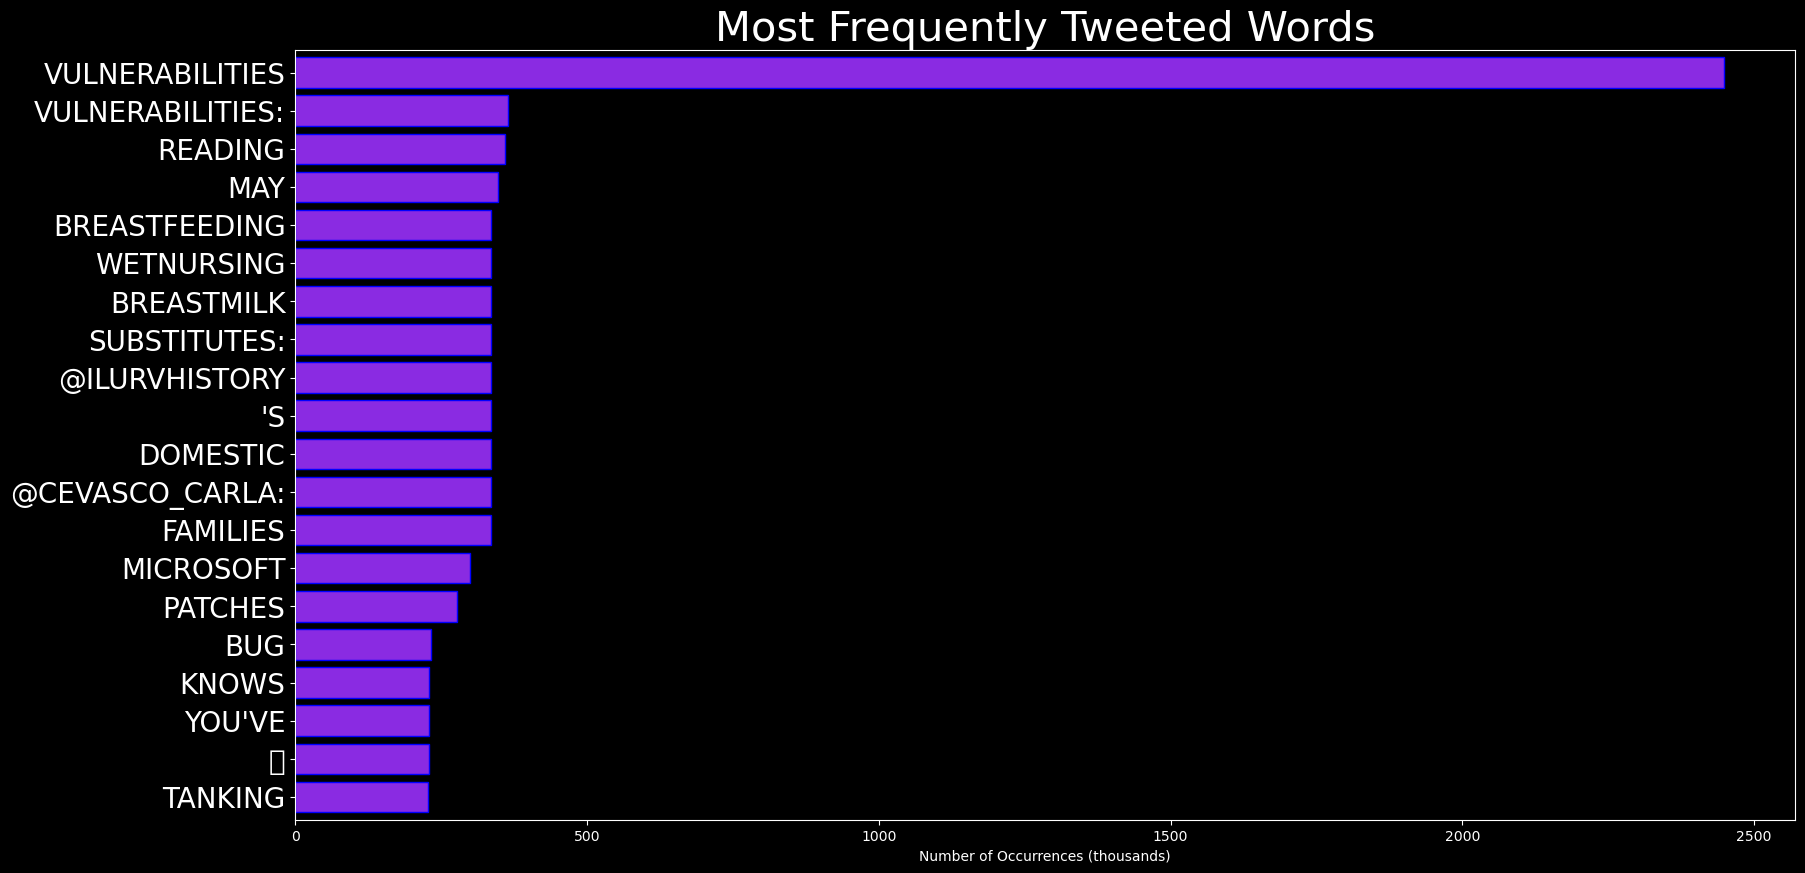 Most Frequently Tweeted Words
VULNERABILITIES
VULNERABILITIES:
READING
MAY
BREASTFEEDING
WETNURSING
BREASTMILK
SUBSTITUTES:
@ILURVHISTORY
'S
DOMESTIC
@CEVASCO_CARLA:
FAMILIES
MICROSOFT
PATCHES
BUG
KNOWS
YOU'VE
▯
TANKING
0 500 1000 1500 2000 2500
Number of Occurrences (thousands)